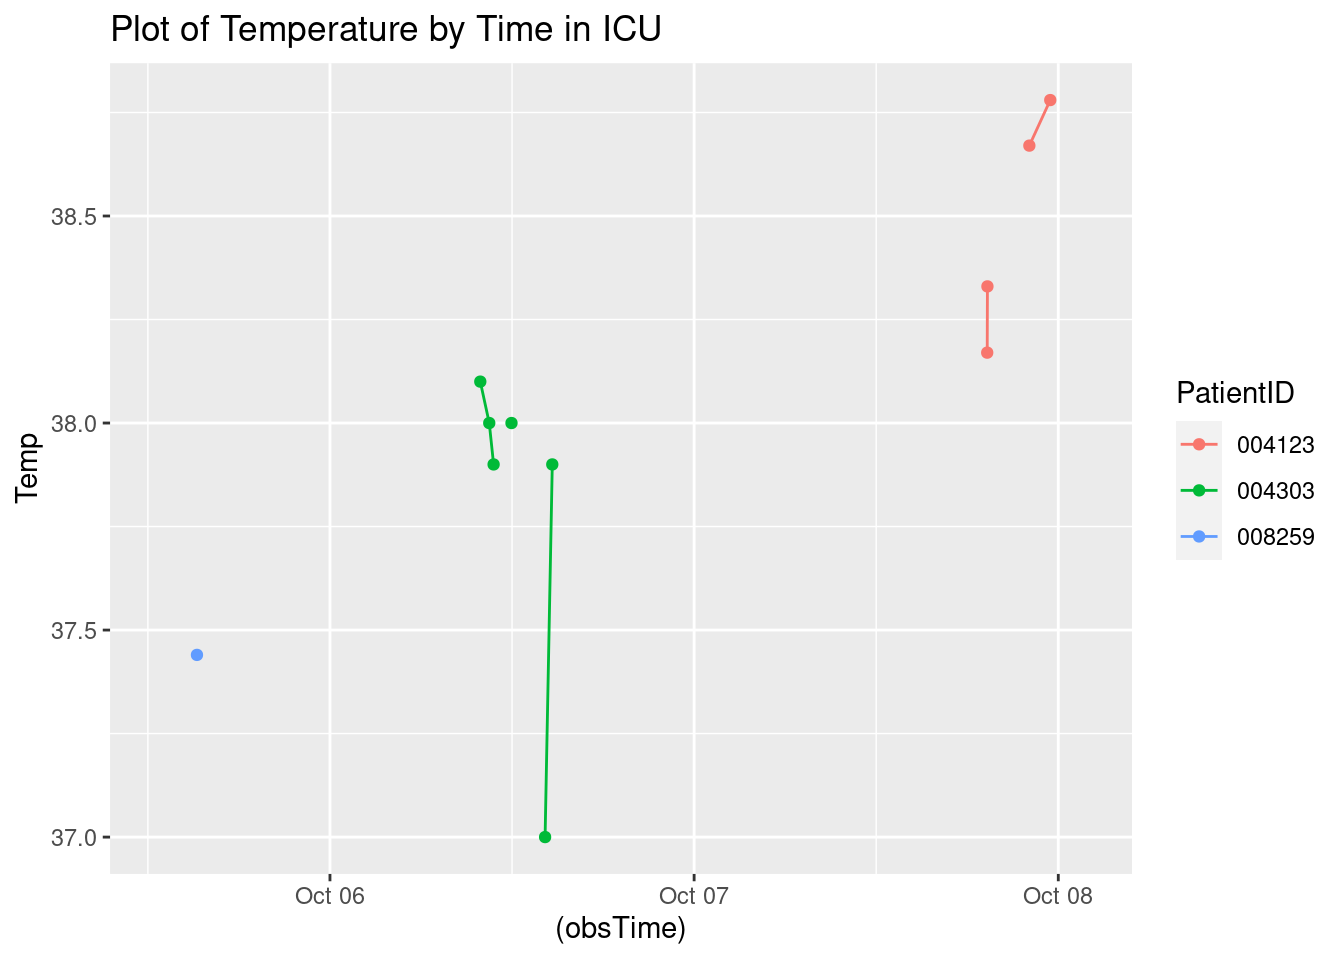 Plot of Temperature by Time in ICU
Temp
38.5
38.0
37.5
37.0
Oct 06
Oct 07
Oct 08
(obsTime)
PatientID
004123
004303
008259